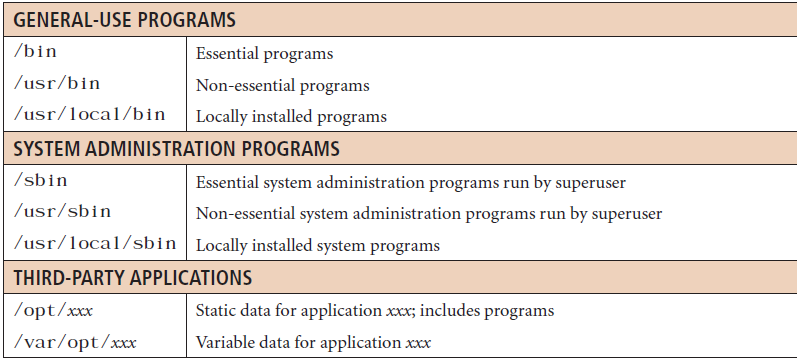 GENERAL-USE PROGRAMS
/bin Essential programs
/usr/bin Non-essential programs
/usr/local/bin Locally installed programs
SYSTEM ADMINISTRATION PROGRAMS
/sbin Essential system administration programs run by superuser
/usr/sbin Non-essential system administration programs run by superuser
/usr/local/sbin Locally installed system programs
THIRD-PARTY APPLICATIONS
/opt/xxx Static data for application xxx; includes programs
/var/opt/xxx Variable data for application xxx